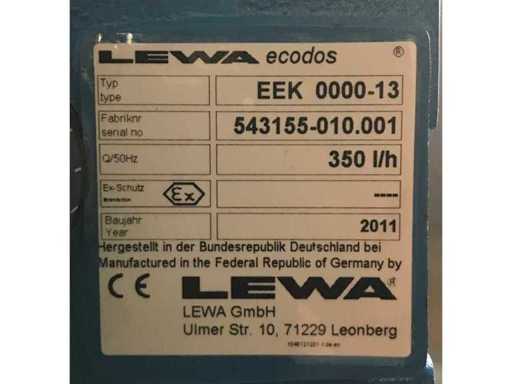 LEWA ecodos ®
Typ
type
EEK 0000-13
Fabriknr
serial no
543155-010.001
Q/50Hz
350 l/h
Ex-Schutz
Ex
----
Baujahr
Year
2011
Hergestellt in der Bundesrepublik Deutschland bei
Manufactured in the Federal Republic of Germany by
CE LEWA ®
LEWA GmbH
Ulmer Str. 10, 71229 Leonberg